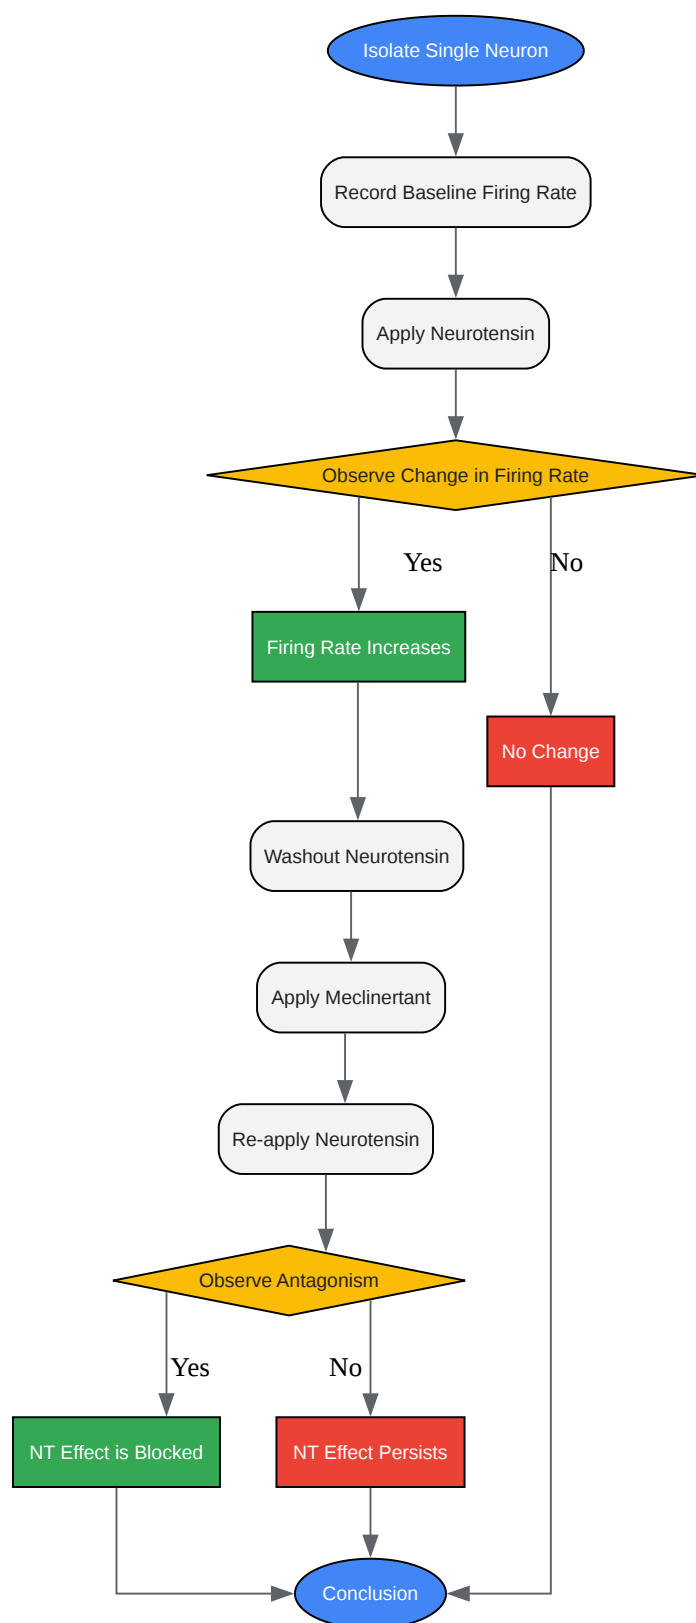 Isolate Single Neuron
Record Baseline Firing Rate
Apply Neurotensin
Observe Change in Firing Rate
Yes
No
Firing Rate Increases
No Change
Washout Neurotensin
Apply Meclinertant
Re-apply Neurotensin
Observe Antagonism
Yes
No
NT Effect is Blocked
NT Effect Persists
Conclusion